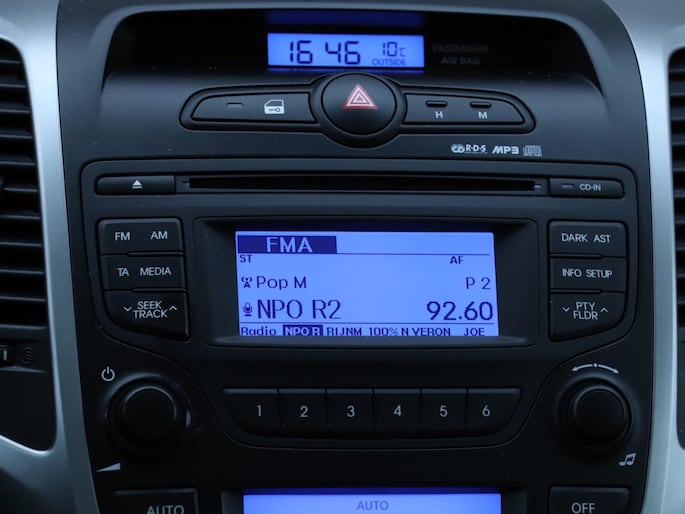 16 46 10c
OUTSIDE
PASSENGER
AIR BAG
H M
R·D·S MP3
CD-IN
FM AM
TA MEDIA
SEEK
TRACK
FMA
ST AF
Pop M P 2
NPO R2 92.60
Radio NPO R RIJNM 100% N VERON JOE
DARK AST
INFO SETUP
PTY
FLDR
1 2 3 4 5 6
AUTO AUTO OFF